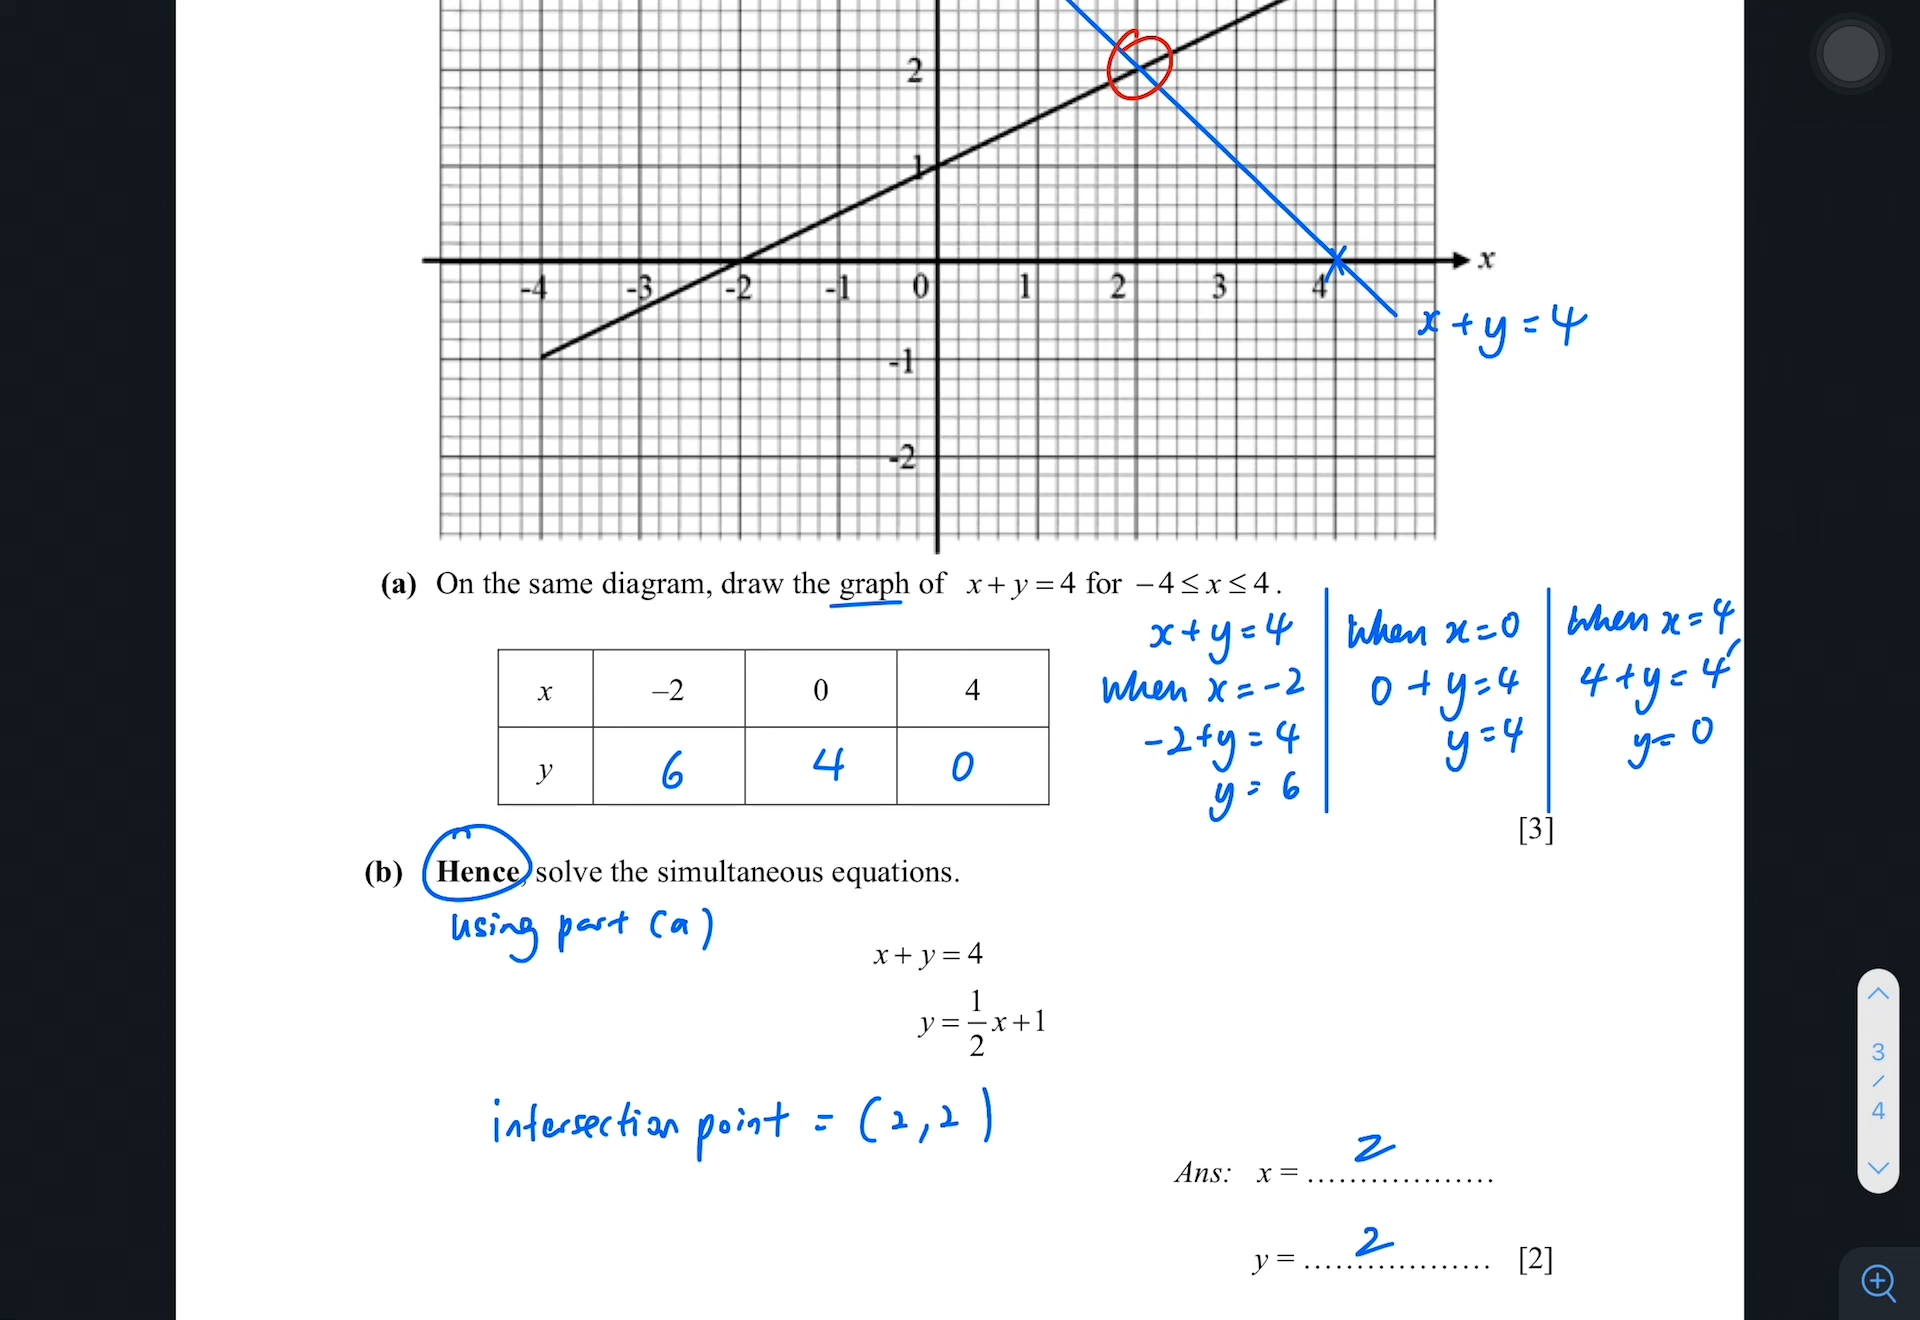 2
1
x
-4 -3 -2 -1 0 1 2 3 4
x + y = 4
-1
-2
(a) On the same diagram, draw the graph of x + y = 4 for −4 ≤ x ≤ 4.
x + y = 4
when x = -2
-2 + y = 4
y = 6
when x = 0
0 + y = 4
y = 4
when x = 4,
4 + y = 4
y = 0
x –2 0 4
y 6 4 0
[3]
(b) Hence, solve the simultaneous equations.
using part (a)
x + y = 4
y = 1/2 x + 1
intersection point = (2, 2)
Ans: x = 2 ..................
y = 2 .................. [2]
3
/
4